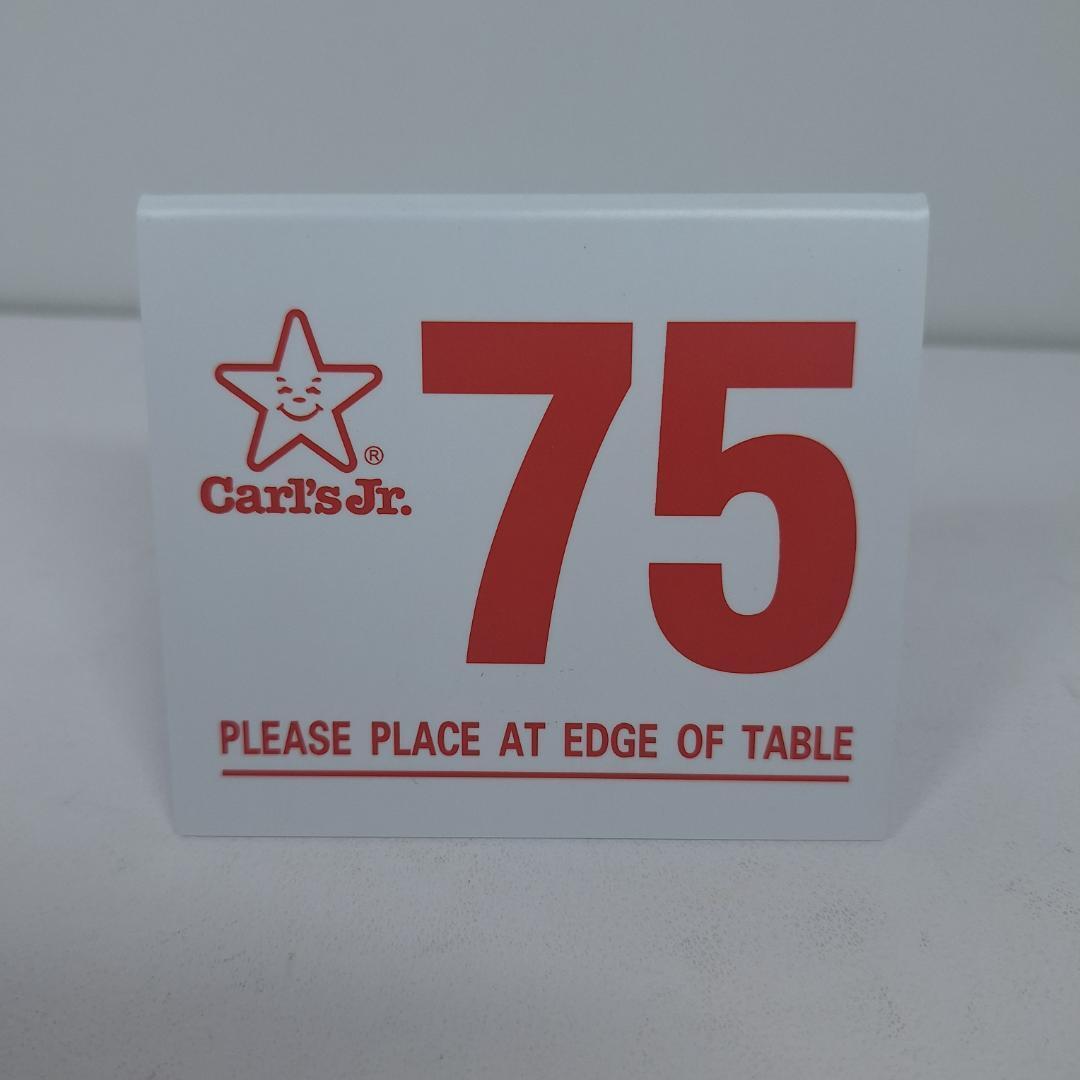 75
®
Carl's Jr.
PLEASE PLACE AT EDGE OF TABLE